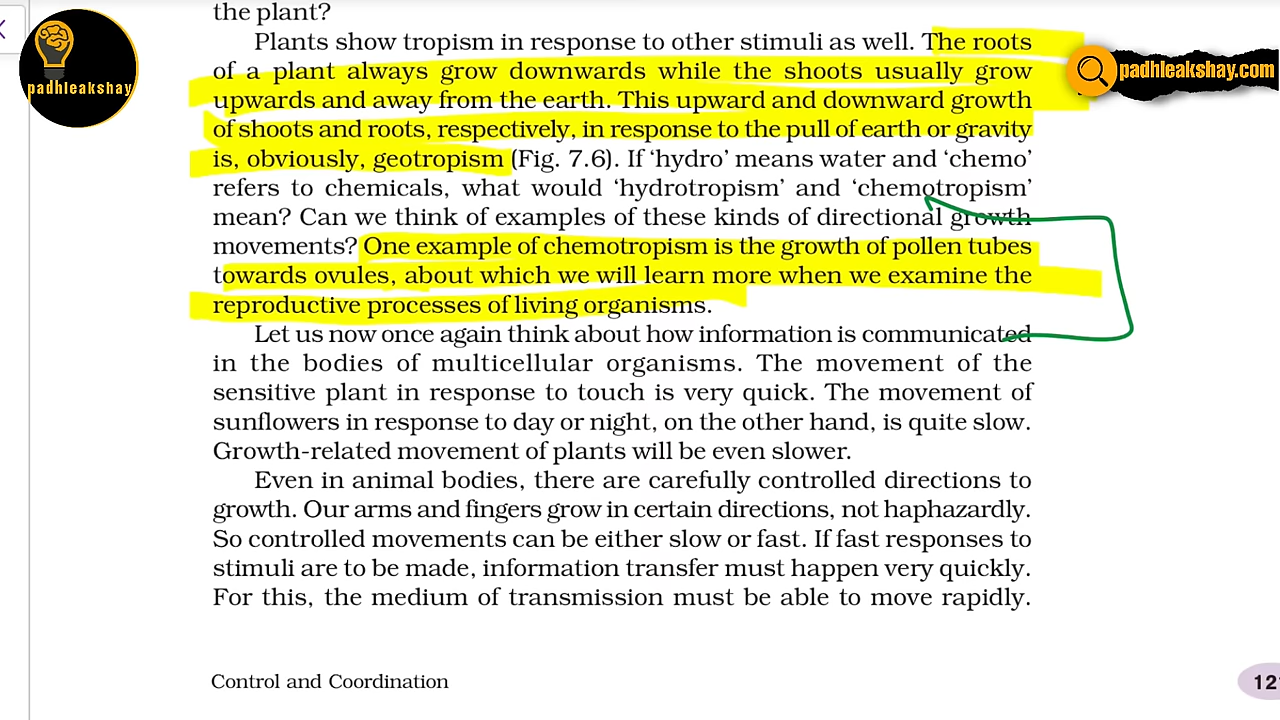 the plant?
Plants show tropism in response to other stimuli as well. The roots
of a plant always grow downwards while the shoots usually grow
upwards and away from the earth. This upward and downward growth
of shoots and roots, respectively, in response to the pull of earth or gravity
is, obviously, geotropism (Fig. 7.6). If ‘hydro’ means water and ‘chemo’
refers to chemicals, what would ‘hydrotropism’ and ‘chemotropism’
mean? Can we think of examples of these kinds of directional growth
movements? One example of chemotropism is the growth of pollen tubes
towards ovules, about which we will learn more when we examine the
reproductive processes of living organisms.
Let us now once again think about how information is communicated
in the bodies of multicellular organisms. The movement of the
sensitive plant in response to touch is very quick. The movement of
sunflowers in response to day or night, on the other hand, is quite slow.
Growth-related movement of plants will be even slower.
Even in animal bodies, there are carefully controlled directions to
growth. Our arms and fingers grow in certain directions, not haphazardly.
So controlled movements can be either slow or fast. If fast responses to
stimuli are to be made, information transfer must happen very quickly.
For this, the medium of transmission must be able to move rapidly.
Control and Coordination
padhleakshay
padhleakshay.com